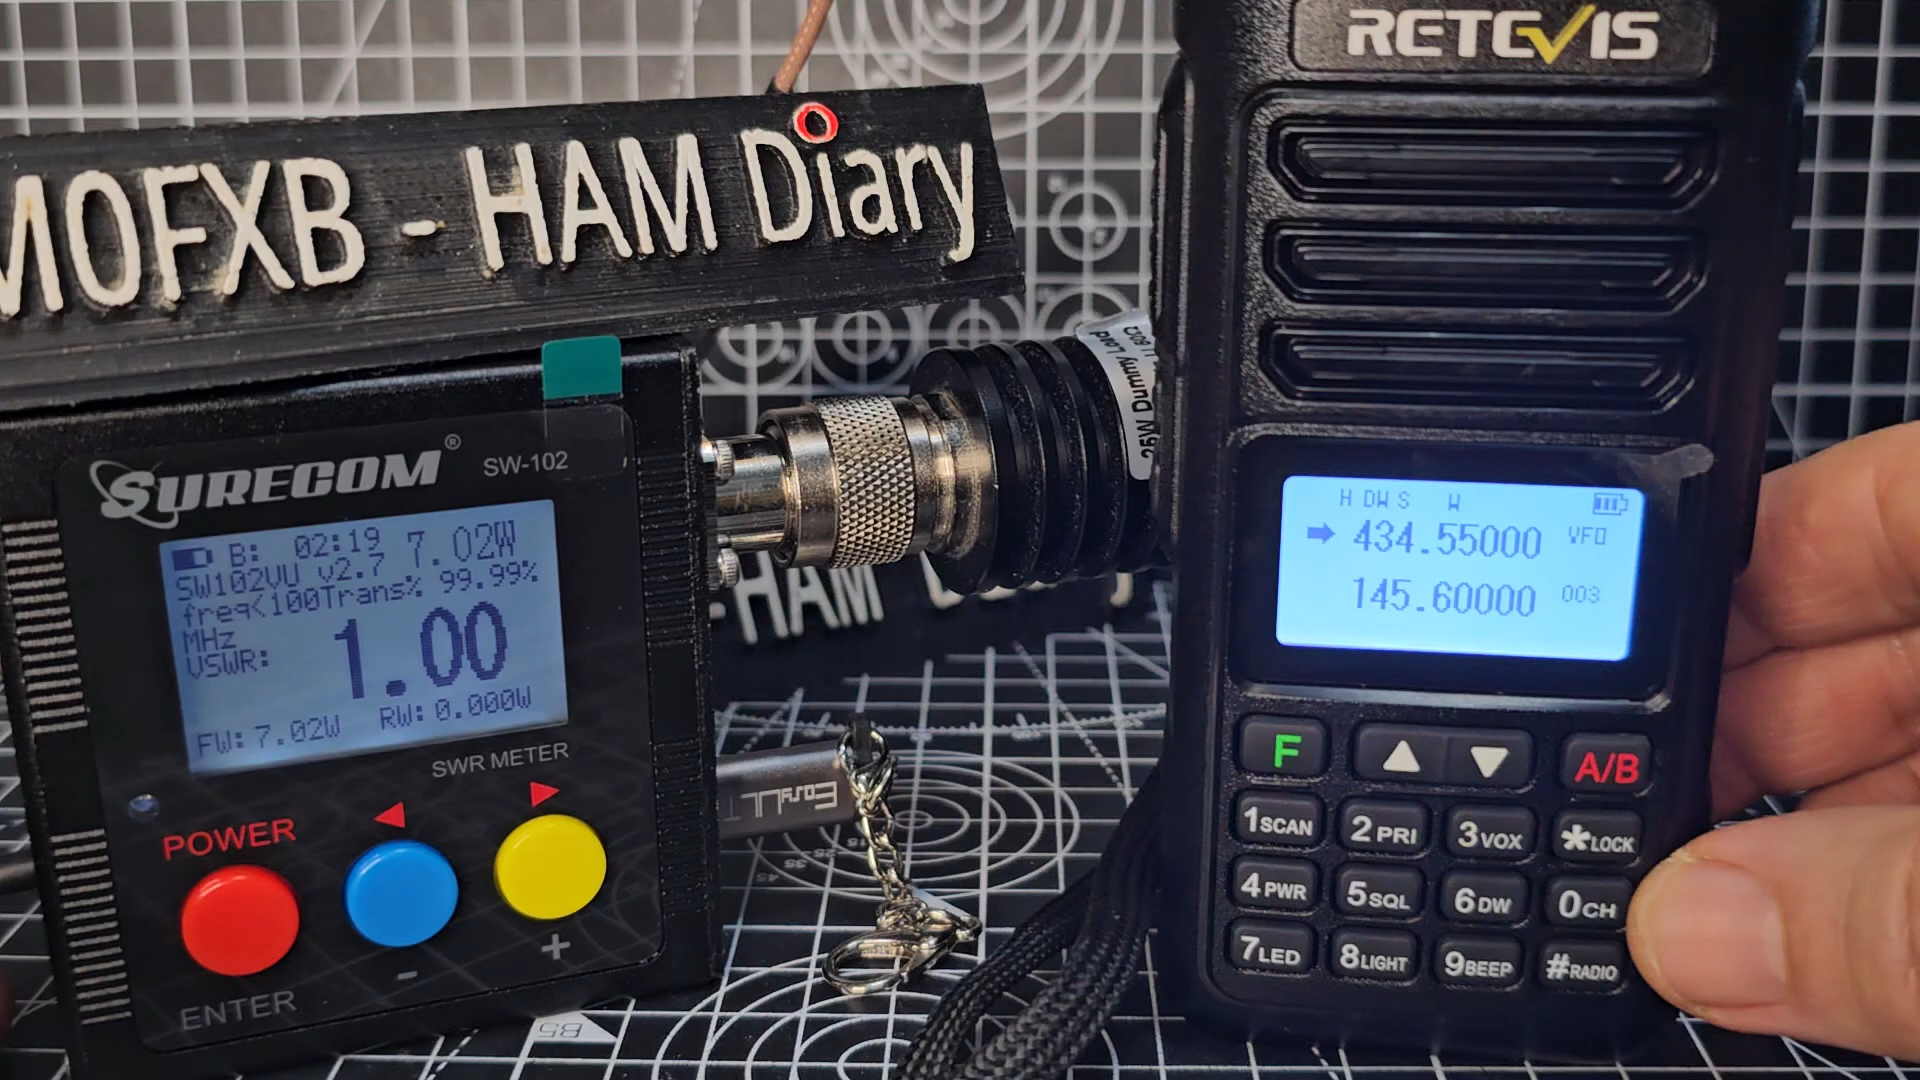 M0FXB - HAM Diary
SURECOM® SW-102
B: 02:19 7.02W
SW102VU v2.7
freq<100Trans% 99.99%
MHz
VSWR: 1.00
FW: 7.02W RW: 0.000W
SWR METER
POWER
-
+
ENTER
25W Dummy Load
-HAM
RETEVIS
H DW S W
434.55000 VFO
145.60000 003
F A/B
1SCAN 2PRI 3VOX *LOCK
4PWR 5SQL 6DW 0CH
7LED 8LIGHT 9BEEP #RADIO